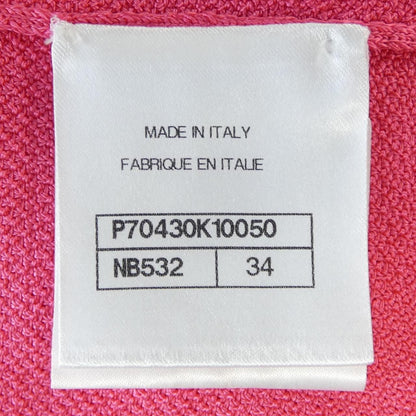 MADE IN ITALY
FABRIQUE EN ITALIE
P70430K10050
NB532 34